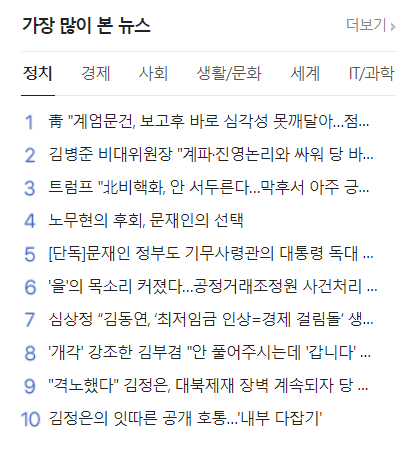 가장 많이 본 뉴스 더보기 >
정치 경제 사회 생활/문화 세계 IT/과학
1 靑 "계엄문건, 보고후 바로 심각성 못깨달아...점...
2 김병준 비대위원장 "계파·진영논리와 싸워 당 바...
3 트럼프 "北비핵화, 안 서두른다...막후서 아주 긍...
4 노무현의 후회, 문재인의 선택
5 [단독]문재인 정부도 기무사령관의 대통령 독대 ...
6 '을'의 목소리 커졌다...공정거래조정원 사건처리 ...
7 심상정 “김동연, ‘최저임금 인상=경제 걸림돌’ 생...
8 '개각' 강조한 김부겸 "안 풀어주시는데 '갑니다' ...
9 "격노했다" 김정은, 대북제재 장벽 계속되자 당 ...
10 김정은의 잇따른 공개 호통...'내부 다잡기'